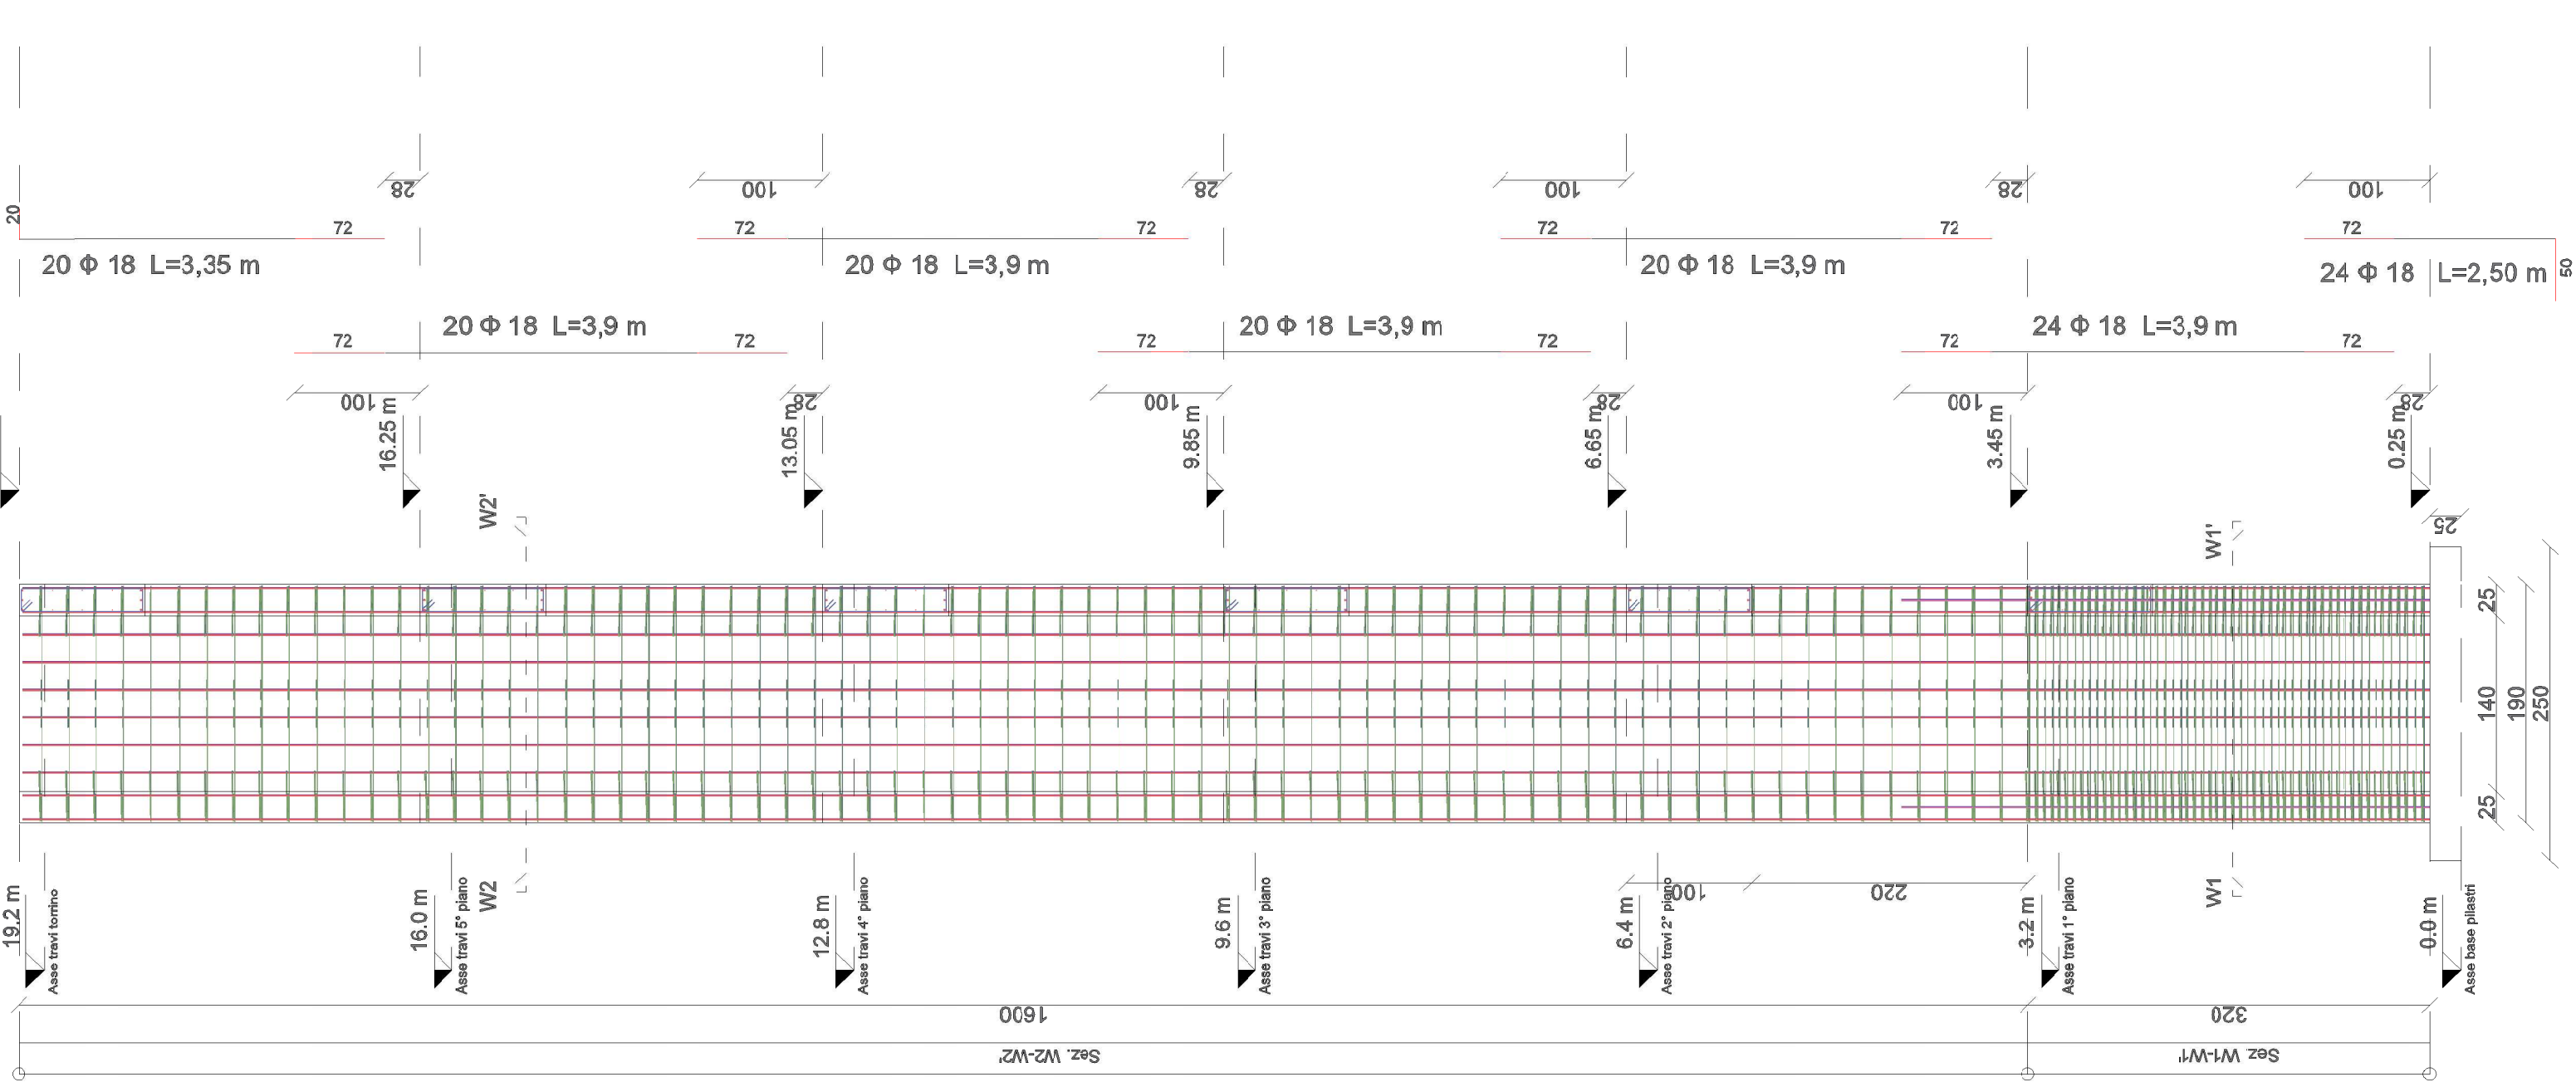 28
100
28
100
28
100
20
72
72
72
72
72
72
20 Φ 18 L=3,35 m
20 Φ 18 L=3,9 m
20 Φ 18 L=3,9 m
24 Φ 18 L=2,50 m
50
20 Φ 18 L=3,9 m
20 Φ 18 L=3,9 m
24 Φ 18 L=3,9 m
72
72
72
72
72
72
100
28
100
28
100
28
16.25 m
13.05 m
9.85 m
6.65 m
3.45 m
0.25 m
W2'
W1'
25
25
140
190
250
25
W2
W1
100
220
19.2 m
Asse travi torrino
16.0 m
Asse travi 5° piano
12.8 m
Asse travi 4° piano
9.6 m
Asse travi 3° piano
6.4 m
Asse travi 2° piano
3.2 m
Asse travi 1° piano
0.0 m
Asse base pilastri
1600
320
Sez. W2-W2'
Sez. W1-W1'